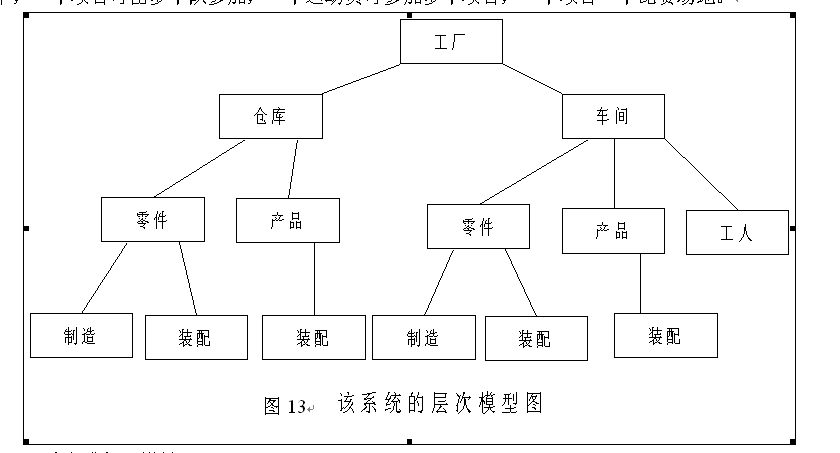 工厂
仓库 车间
零件 产品 零件 产品 工人
制造 装配 装配 制造 装配 装配
图 13 该系统的层次模型图